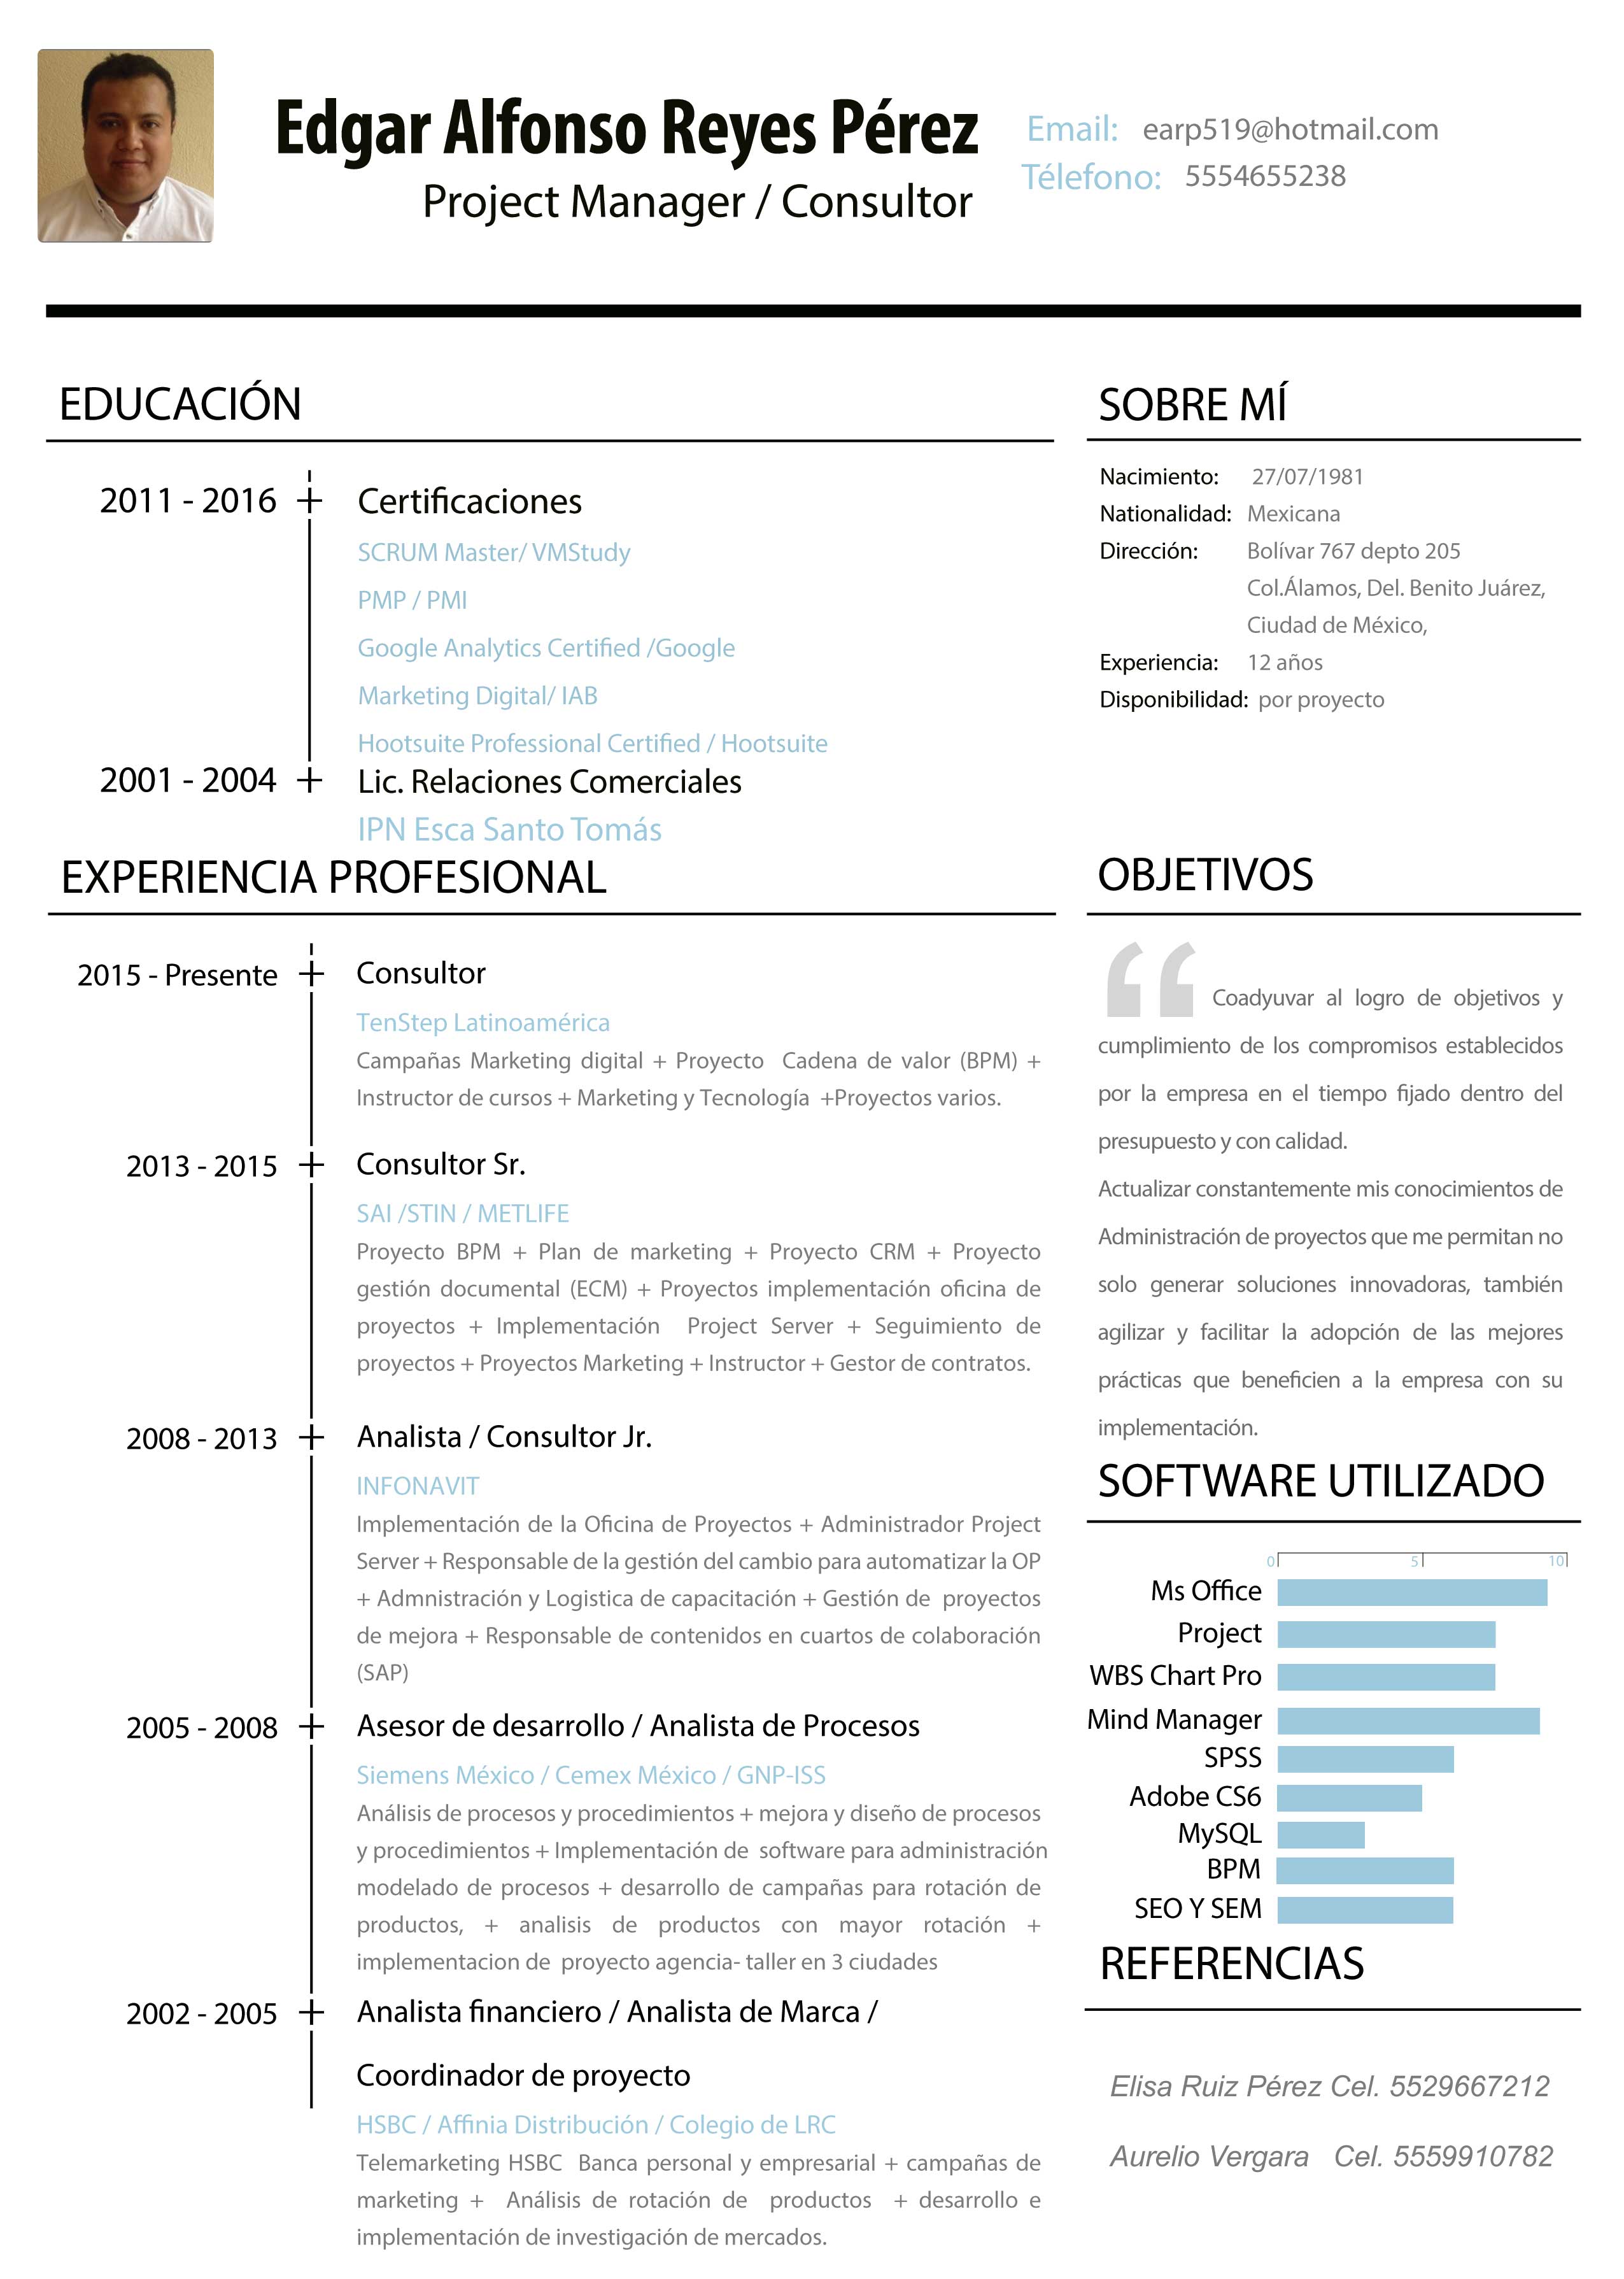 Edgar Alfonso Reyes Pérez
Project Manager / Consultor
Email: earp519@hotmail.com
Télefono: 5554655238
EDUCACIÓN
2011 - 2016
Certificaciones
SCRUM Master/ VMStudy
PMP / PMI
Google Analytics Certified /Google
Marketing Digital/ IAB
Hootsuite Professional Certified / Hootsuite
2001 - 2004
Lic. Relaciones Comerciales
IPN Esca Santo Tomás
EXPERIENCIA PROFESIONAL
2015 - Presente
Consultor
TenStep Latinoamérica
Campañas Marketing digital + Proyecto Cadena de valor (BPM) +
Instructor de cursos + Marketing y Tecnología +Proyectos varios.
2013 - 2015
Consultor Sr.
SAI /STIN / METLIFE
Proyecto BPM + Plan de marketing + Proyecto CRM + Proyecto
gestión documental (ECM) + Proyectos implementación oficina de
proyectos + Implementación Project Server + Seguimiento de
proyectos + Proyectos Marketing + Instructor + Gestor de contratos.
2008 - 2013
Analista / Consultor Jr.
INFONAVIT
Implementación de la Oficina de Proyectos + Administrador Project
Server + Responsable de la gestión del cambio para automatizar la OP
+ Admnistración y Logistica de capacitación + Gestión de proyectos
de mejora + Responsable de contenidos en cuartos de colaboración
(SAP)
2005 - 2008
Asesor de desarrollo / Analista de Procesos
Siemens México / Cemex México / GNP-ISS
Análisis de procesos y procedimientos + mejora y diseño de procesos
y procedimientos + Implementación de software para administración
modelado de procesos + desarrollo de campañas para rotación de
productos, + analisis de productos con mayor rotación +
implementacion de proyecto agencia- taller en 3 ciudades
2002 - 2005
Analista financiero / Analista de Marca /
Coordinador de proyecto
HSBC / Affinia Distribución / Colegio de LRC
Telemarketing HSBC Banca personal y empresarial + campañas de
marketing + Análisis de rotación de productos + desarrollo e
implementación de investigación de mercados.
SOBRE MÍ
Nacimiento: 27/07/1981
Nationalidad: Mexicana
Dirección: Bolívar 767 depto 205
Col.Álamos, Del. Benito Juárez,
Ciudad de México,
Experiencia: 12 años
Disponibilidad: por proyecto
OBJETIVOS
“ Coadyuvar al logro de objetivos y
cumplimiento de los compromisos establecidos
por la empresa en el tiempo fijado dentro del
presupuesto y con calidad.
Actualizar constantemente mis conocimientos de
Administración de proyectos que me permitan no
solo generar soluciones innovadoras, también
agilizar y facilitar la adopción de las mejores
prácticas que beneficien a la empresa con su
implementación.
SOFTWARE UTILIZADO
0 5 10
Ms Office
Project
WBS Chart Pro
Mind Manager
SPSS
Adobe CS6
MySQL
BPM
SEO Y SEM
REFERENCIAS
Elisa Ruiz Pérez Cel. 5529667212
Aurelio Vergara Cel. 5559910782